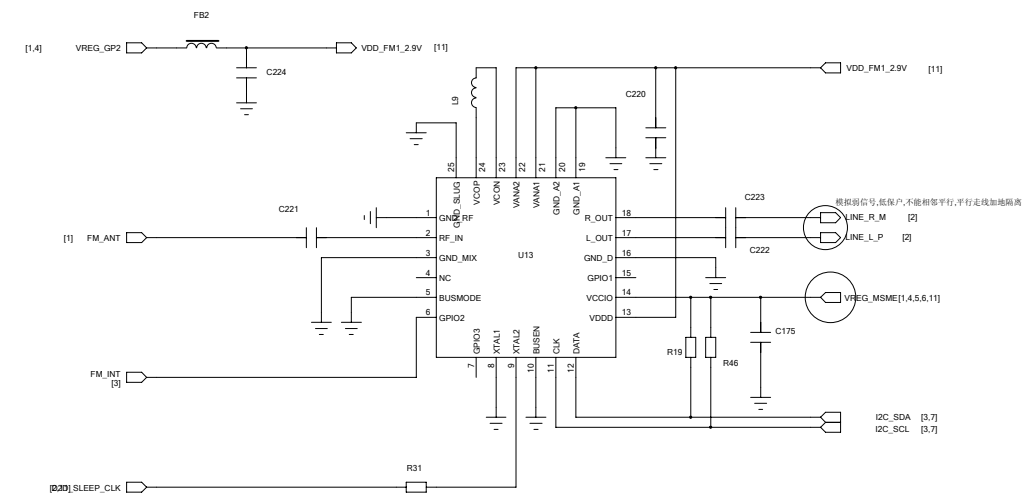 FB2
[1,4] VREG_GP2 VDD_FM1_2.9V [11]
C224
VDD_FM1_2.9V [11]
L9
C220
25 24 23 22 21 20 19
GND_SLUG VCOP VCON VANA2 VANA1 GND_A2 GND_A1
C221
C223
模拟弱信号,低保户,不能相邻平行,平行走线加地隔离
1 GND_RF R_OUT 18 LINE_R_M [2]
[1] FM_ANT 2 RF_IN L_OUT 17 LINE_L_P [2]
C222
3 GND_MIX U13 GND_D 16
4 NC GPIO1 15
5 BUSMODE VCCIO 14 VREG_MSME[1,4,5,6,11]
6 GPIO2 VDDD 13
C175
GPIO3 XTAL1 XTAL2 BUSEN CLK DATA
7 8 9 10 11 12
R19 R46
FM_INT
[3]
I2C_SDA [3,7]
I2C_SCL [3,7]
R31
SLEEP_CLK